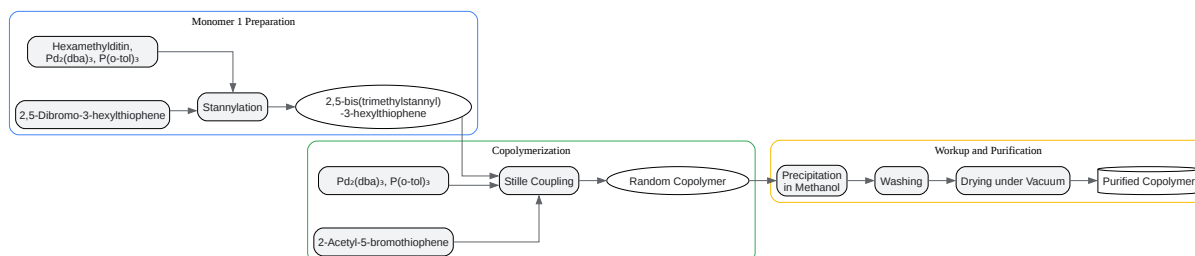 Monomer 1 Preparation
Hexamethylditin,
Pd₂(dba)₃, P(o-tol)₃
2,5-Dibromo-3-hexylthiophene
Stannylation
2,5-bis(trimethylstannyl)
-3-hexylthiophene
Copolymerization
Pd₂(dba)₃, P(o-tol)₃
2-Acetyl-5-bromothiophene
Stille Coupling
Random Copolymer
Workup and Purification
Precipitation
in Methanol
Washing
Drying under Vacuum
Purified Copolymer